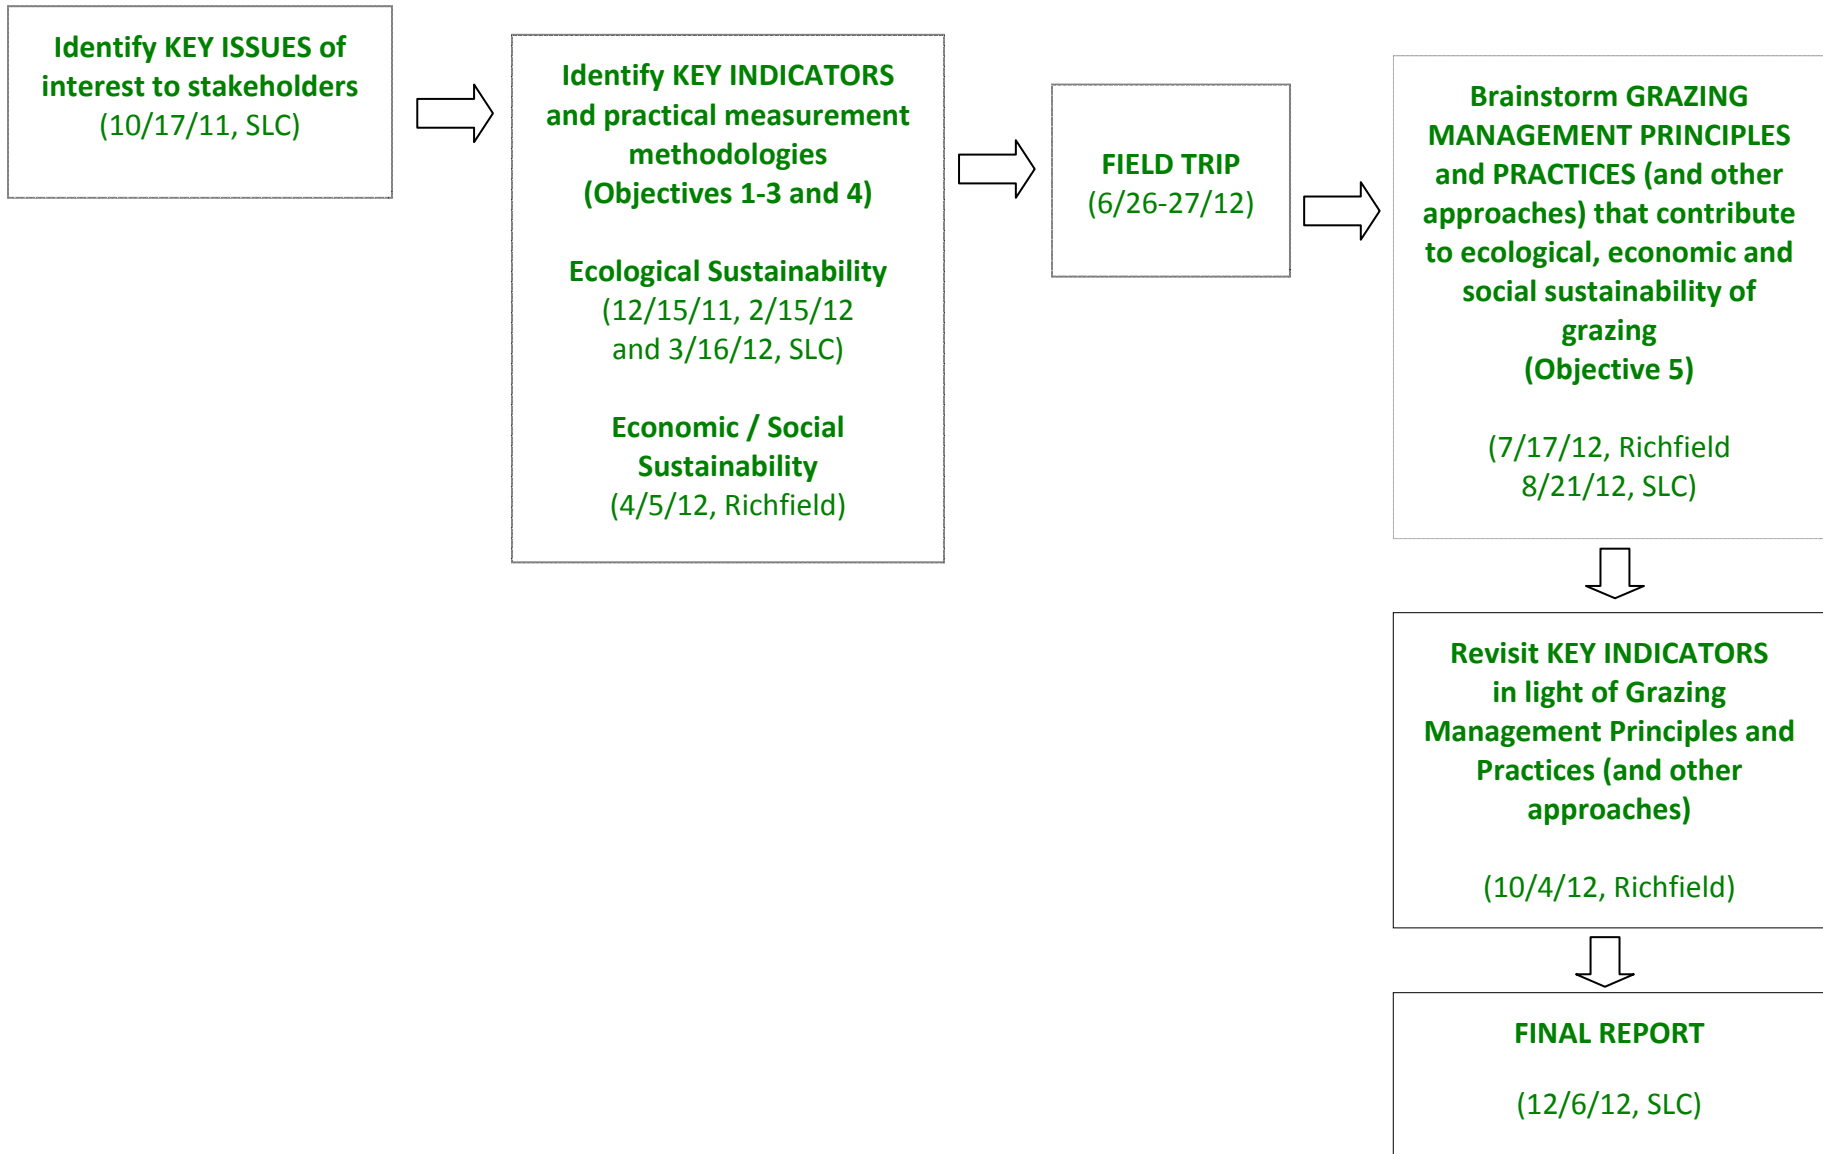 Identify KEY ISSUES of
interest to stakeholders
(10/17/11, SLC)
Identify KEY INDICATORS
and practical measurement
methodologies
(Objectives 1-3 and 4)
Ecological Sustainability
(12/15/11, 2/15/12
and 3/16/12, SLC)
Economic / Social
Sustainability
(4/5/12, Richfield)
FIELD TRIP
(6/26-27/12)
Brainstorm GRAZING
MANAGEMENT PRINCIPLES
and PRACTICES (and other
approaches) that contribute
to ecological, economic and
social sustainability of
grazing
(Objective 5)
(7/17/12, Richfield
8/21/12, SLC)
Revisit KEY INDICATORS
in light of Grazing
Management Principles and
Practices (and other
approaches)
(10/4/12, Richfield)
FINAL REPORT
(12/6/12, SLC)